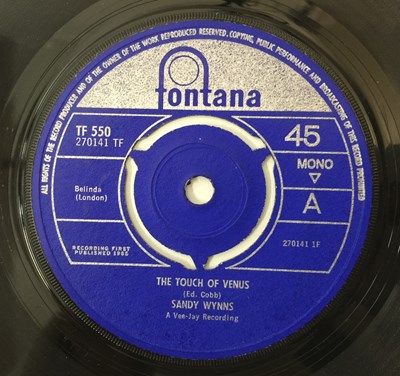 ALL RIGHTS OF THE RECORD PRODUCER AND OF THE OWNER OF THE WORK REPRODUCED RESERVED. COPYING, PUBLIC PERFORMANCE AND BROADCASTING OF THIS RECORD PROHIBITED
fontana
TF 550
270141 TF
45
MONO
Belinda
(London)
A
RECORDING FIRST
PUBLISHED 1965
270141 1F
THE TOUCH OF VENUS
(Ed. Cobb)
SANDY WYNNS
A Vee-Jay Recording